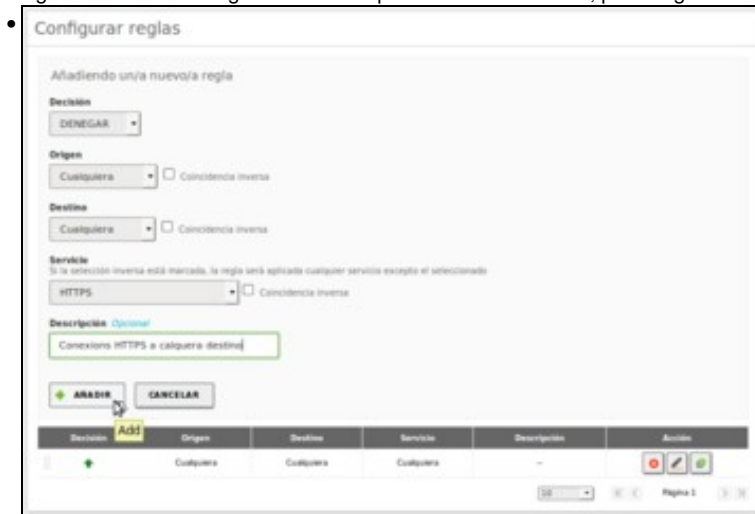 Configurar reglas
Añadiendo un/a nuevo/a regla
Decisión
DENEGAR
Origen
Cualquiera Coincidencia inversa
Destino
Cualquiera Coincidencia inversa
Servicio
Si la selección inversa está marcada, la regla será aplicada cualquier servicio excepto el seleccionado
HTTPS Coincidencia inversa
Descripción Opcional
Conexions HTTPS a calquera destino
AÑADIR CANCELAR
Add
Decisión Origen Destino Servicio Descripción Acción
Cualquiera Cualquiera Cualquiera --
10 Página 1